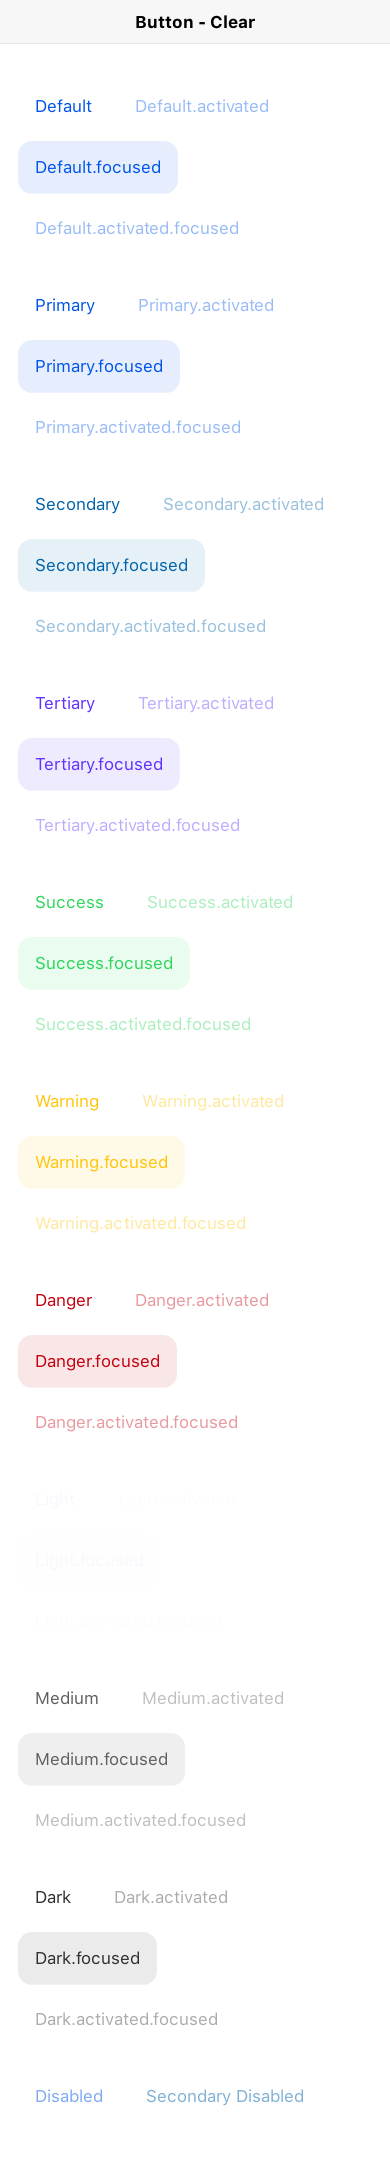 Button - Clear
Default Default.activated
Default.focused
Default.activated.focused
Primary Primary.activated
Primary.focused
Primary.activated.focused
Secondary Secondary.activated
Secondary.focused
Secondary.activated.focused
Tertiary Tertiary.activated
Tertiary.focused
Tertiary.activated.focused
Success Success.activated
Success.focused
Success.activated.focused
Warning Warning.activated
Warning.focused
Warning.activated.focused
Danger Danger.activated
Danger.focused
Danger.activated.focused
Light Light.activated
Light.focused
Light.activated.focused
Medium Medium.activated
Medium.focused
Medium.activated.focused
Dark Dark.activated
Dark.focused
Dark.activated.focused
Disabled Secondary Disabled